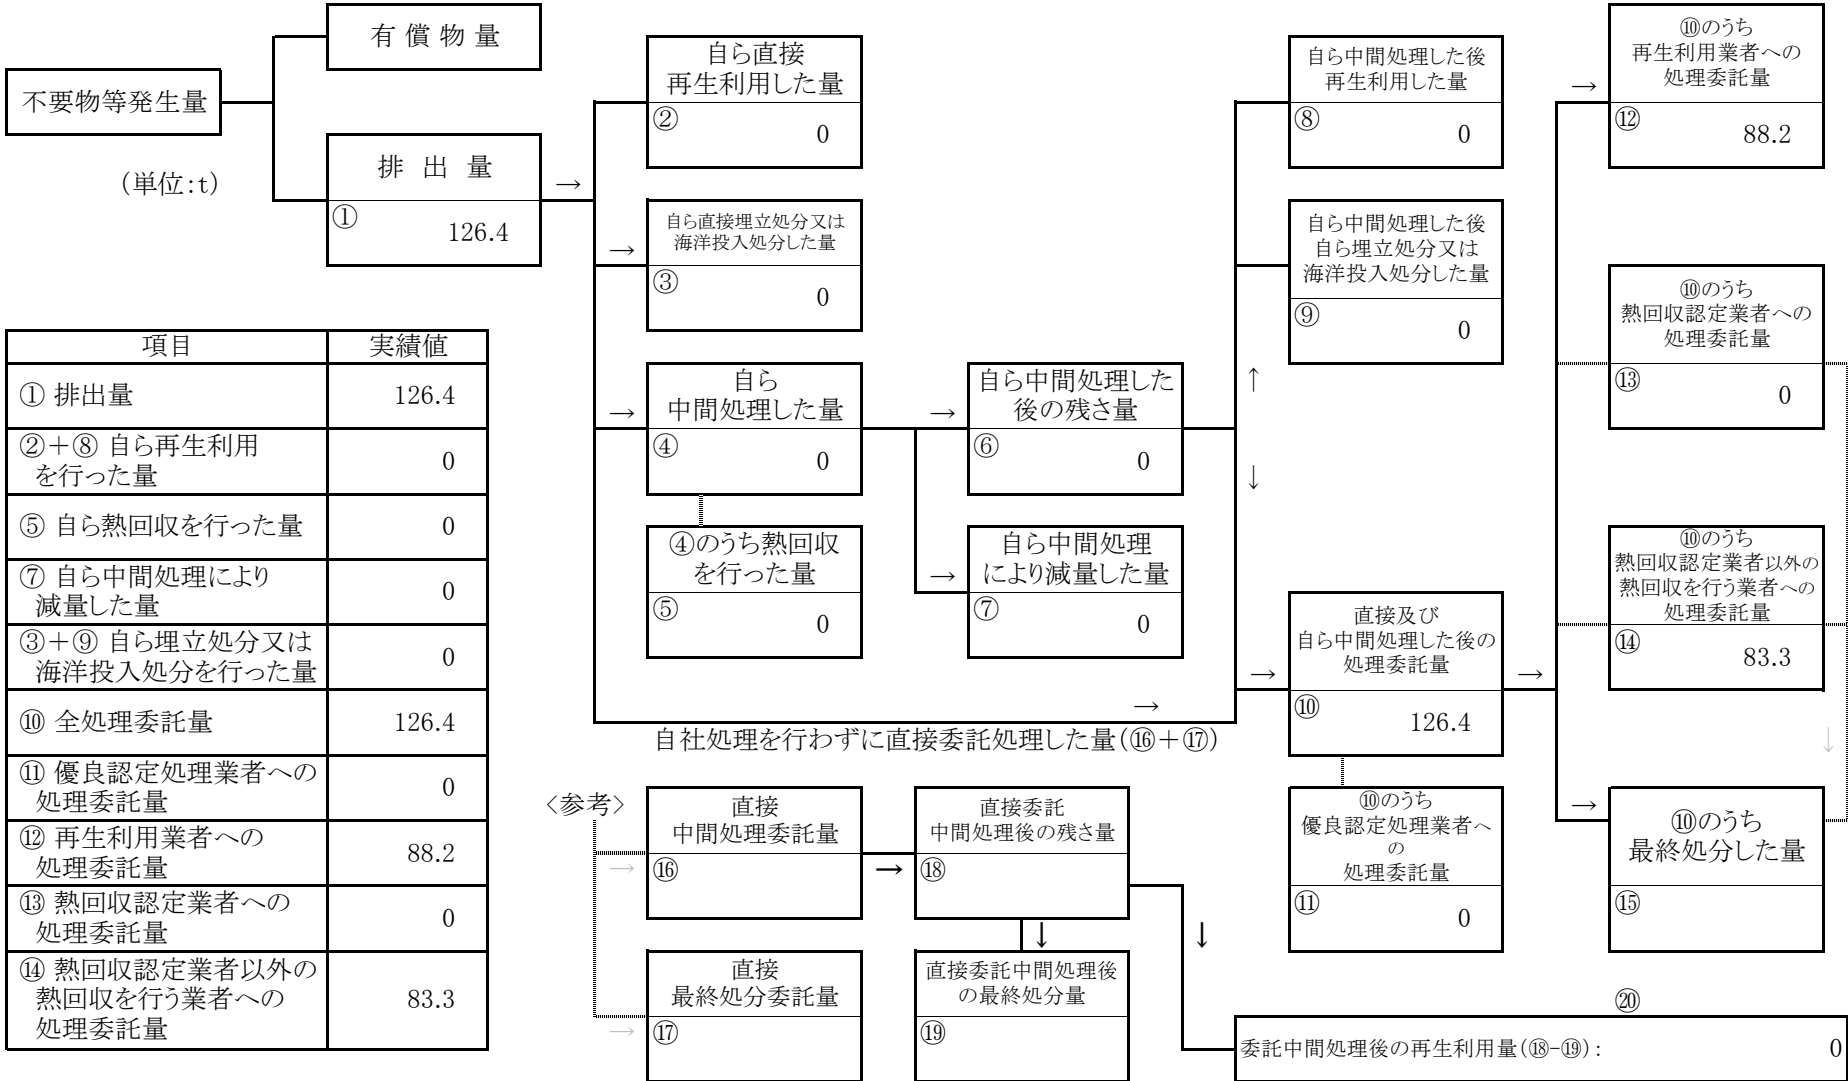 有 償 物 量
不要物等発生量
(単位:t)
排 出 量
→
①
126.4
自ら直接
再生利用した量
②
0
→
自ら直接埋立処分又は
海洋投入処分した量
③
0
→
自ら
中間処理した量
④
0
④のうち熱回収
を行った量
⑤
0
→
自ら中間処理した
後の残さ量
⑥
0
→
自ら中間処理
により減量した量
⑦
0
自ら中間処理した後
再生利用した量
⑧
0
自ら中間処理した後
自ら埋立処分又は
海洋投入処分した量
⑨
0
↑
↓
→
自社処理を行わずに直接委託処理した量(⑯+⑰)
→
直接及び
自ら中間処理した後の
処理委託量
⑩
126.4
⑩のうち
優良認定処理業者へ
の
処理委託量
⑪
0
→
→
⑩のうち
再生利用業者への
処理委託量
⑫
88.2
⑩のうち
熱回収認定業者への
処理委託量
⑬
0
⑩のうち
熱回収認定業者以外の
熱回収を行う業者への
処理委託量
⑭
83.3
↓
→
⑩のうち
最終処分した量
⑮
項目 実績値
① 排出量 126.4
②+⑧ 自ら再生利用
を行った量 0
⑤ 自ら熱回収を行った量 0
⑦ 自ら中間処理により
減量した量 0
③+⑨ 自ら埋立処分又は
海洋投入処分を行った量 0
⑩ 全処理委託量 126.4
⑪ 優良認定処理業者への
処理委託量 0
⑫ 再生利用業者への
処理委託量 88.2
⑬ 熱回収認定業者への
処理委託量 0
⑭ 熱回収認定業者以外の
熱回収を行う業者への
処理委託量 83.3
〈参考〉
→
直接
中間処理委託量
⑯
→
直接委託
中間処理後の残さ量
⑱
↓
↓
→
直接
最終処分委託量
⑰
直接委託中間処理後
の最終処分量
⑲
⑳
委託中間処理後の再生利用量(⑱-⑲): 0